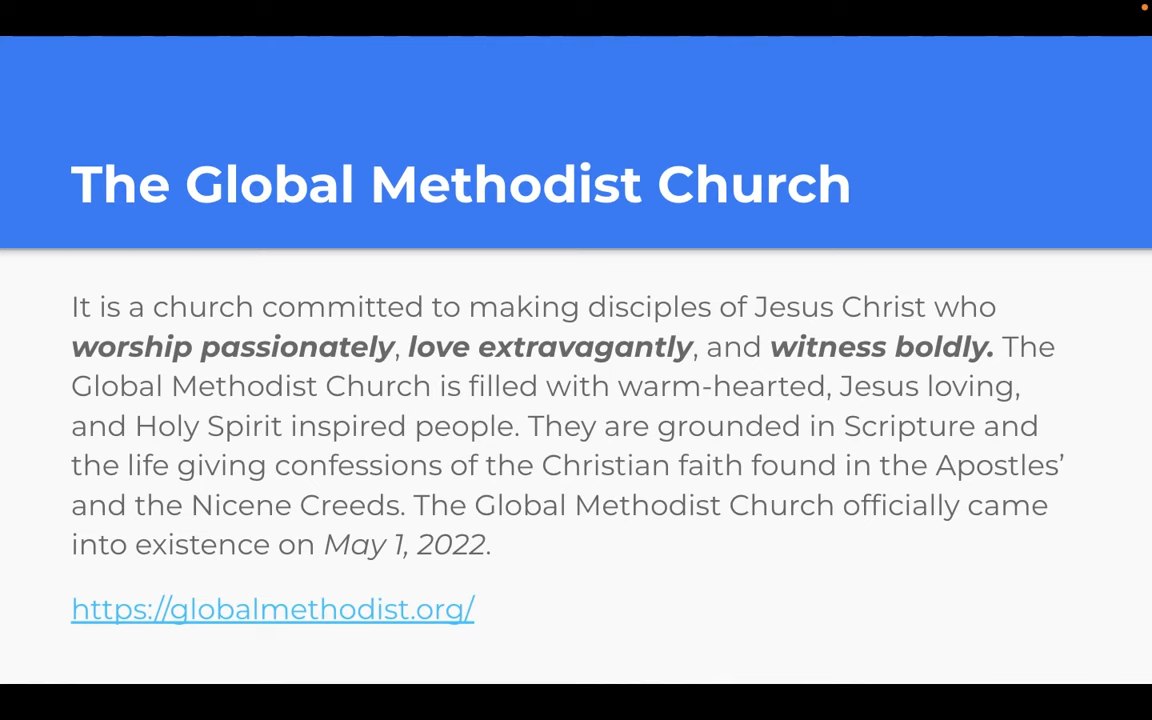 The Global Methodist Church
It is a church committed to making disciples of Jesus Christ who
worship passionately, love extravagantly, and witness boldly. The
Global Methodist Church is filled with warm-hearted, Jesus loving,
and Holy Spirit inspired people. They are grounded in Scripture and
the life giving confessions of the Christian faith found in the Apostles’
and the Nicene Creeds. The Global Methodist Church officially came
into existence on May 1, 2022.
https://globalmethodist.org/